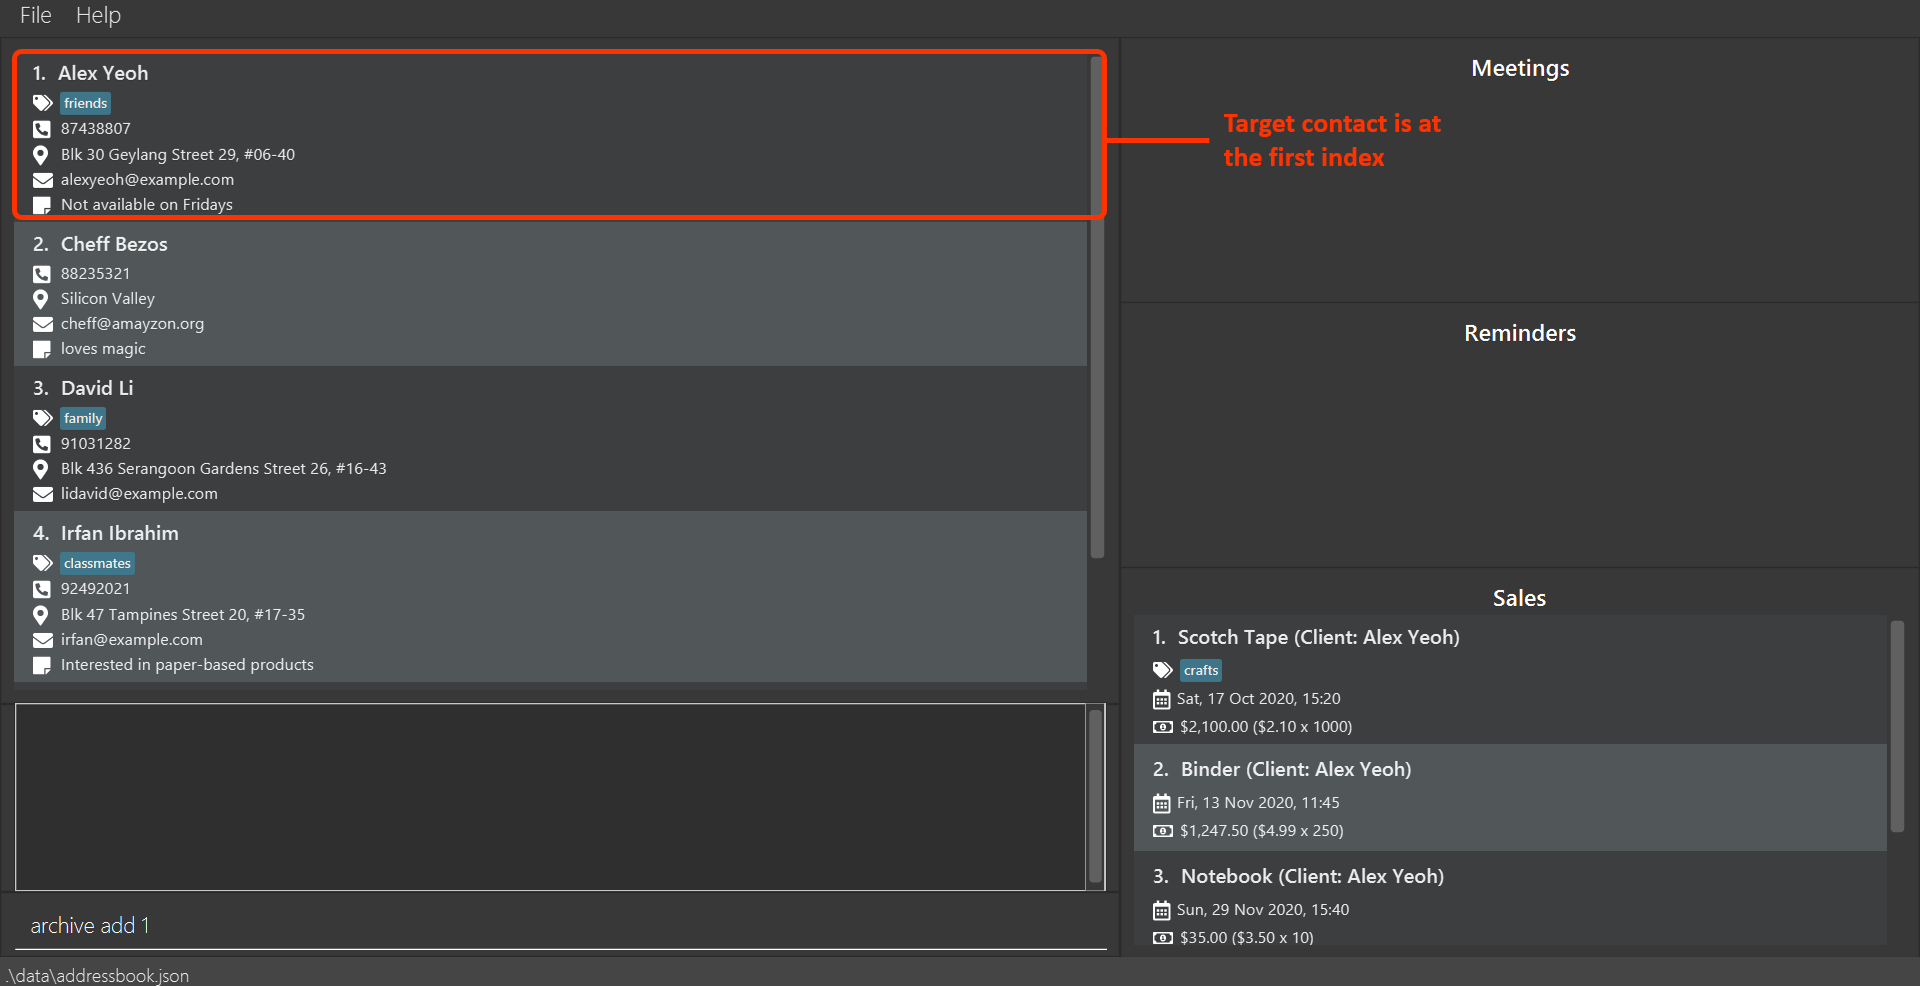 File Help
1. Alex Yeoh
friends
87438807
Blk 30 Geylang Street 29, #06-40
alexyeoh@example.com
Not available on Fridays
2. Cheff Bezos
88235321
Silicon Valley
cheff@amayzon.org
loves magic
3. David Li
family
91031282
Blk 436 Serangoon Gardens Street 26, #16-43
lidavid@example.com
4. Irfan Ibrahim
classmates
92492021
Blk 47 Tampines Street 20, #17-35
irfan@example.com
Interested in paper-based products
archive add 1
.\data\addressbook.json
Meetings
Target contact is at
the first index
Reminders
Sales
1. Scotch Tape (Client: Alex Yeoh)
crafts
Sat, 17 Oct 2020, 15:20
$2,100.00 ($2.10 x 1000)
2. Binder (Client: Alex Yeoh)
Fri, 13 Nov 2020, 11:45
$1,247.50 ($4.99 x 250)
3. Notebook (Client: Alex Yeoh)
Sun, 29 Nov 2020, 15:40
$35.00 ($3.50 x 10)